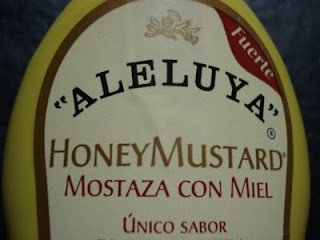 Fuerte
"ALELUYA"®
HONEYMUSTARD®
MOSTAZA CON MIEL
ÚNICO SABOR